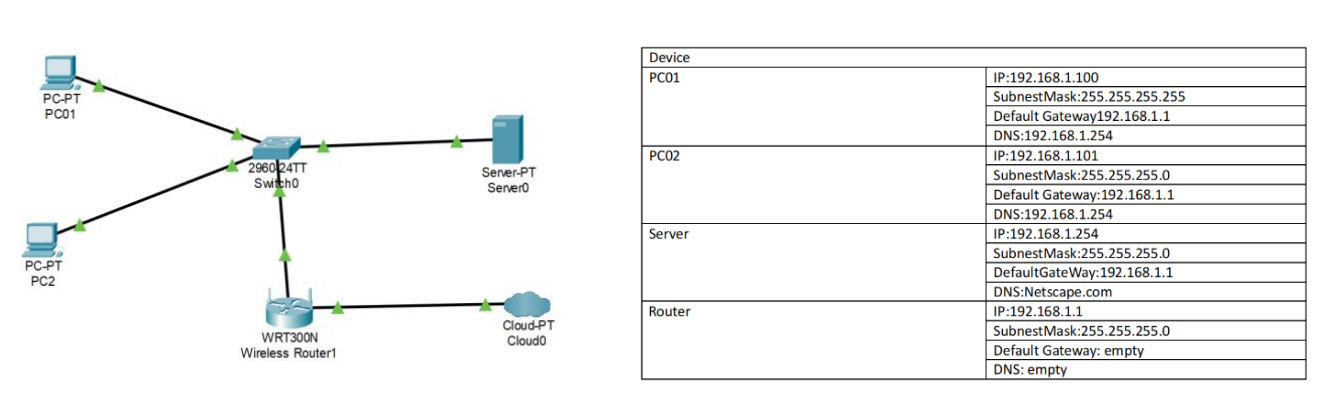 PC-PT
PC01
2960-24TT
Switch0
Server-PT
Server0
PC-PT
PC2
WRT300N
Wireless Router1
Cloud-PT
Cloud0
Device
PC01
IP:192.168.1.100
SubnestMask:255.255.255.255
Default Gateway192.168.1.1
DNS:192.168.1.254
PC02
IP:192.168.1.101
SubnestMask:255.255.255.0
Default Gateway:192.168.1.1
DNS:192.168.1.254
Server
IP:192.168.1.254
SubnestMask:255.255.255.0
DefaultGateWay:192.168.1.1
DNS:Netscape.com
Router
IP:192.168.1.1
SubnestMask:255.255.255.0
Default Gateway: empty
DNS: empty